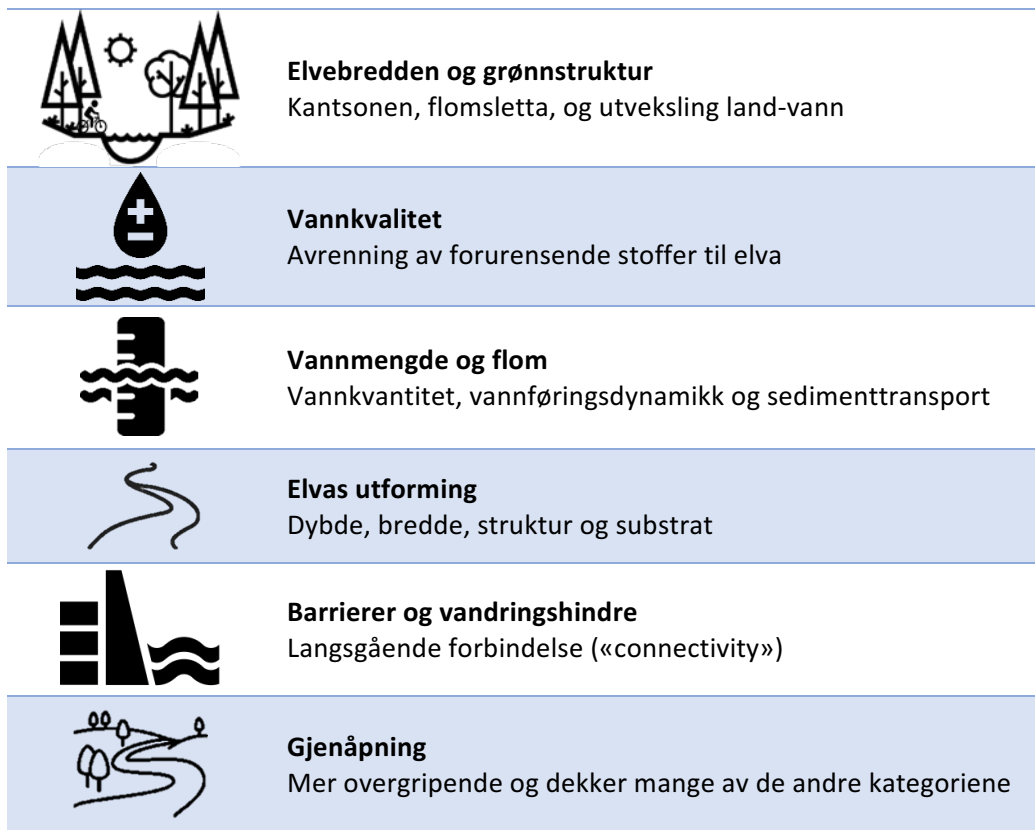 Elvebredden og grønnstruktur
Kantsonen, flomsletta, og utveksling land-vann
Vannkvalitet
Avrenning av forurensende stoffer til elva
Vannmengde og flom
Vannkvantitet, vannføringsdynamikk og sedimenttransport
Elvas utforming
Dybde, bredde, struktur og substrat
Barrierer og vandringshindre
Langsgående forbindelse («connectivity»)
Gjenåpning
Mer overgripende og dekker mange av de andre kategoriene